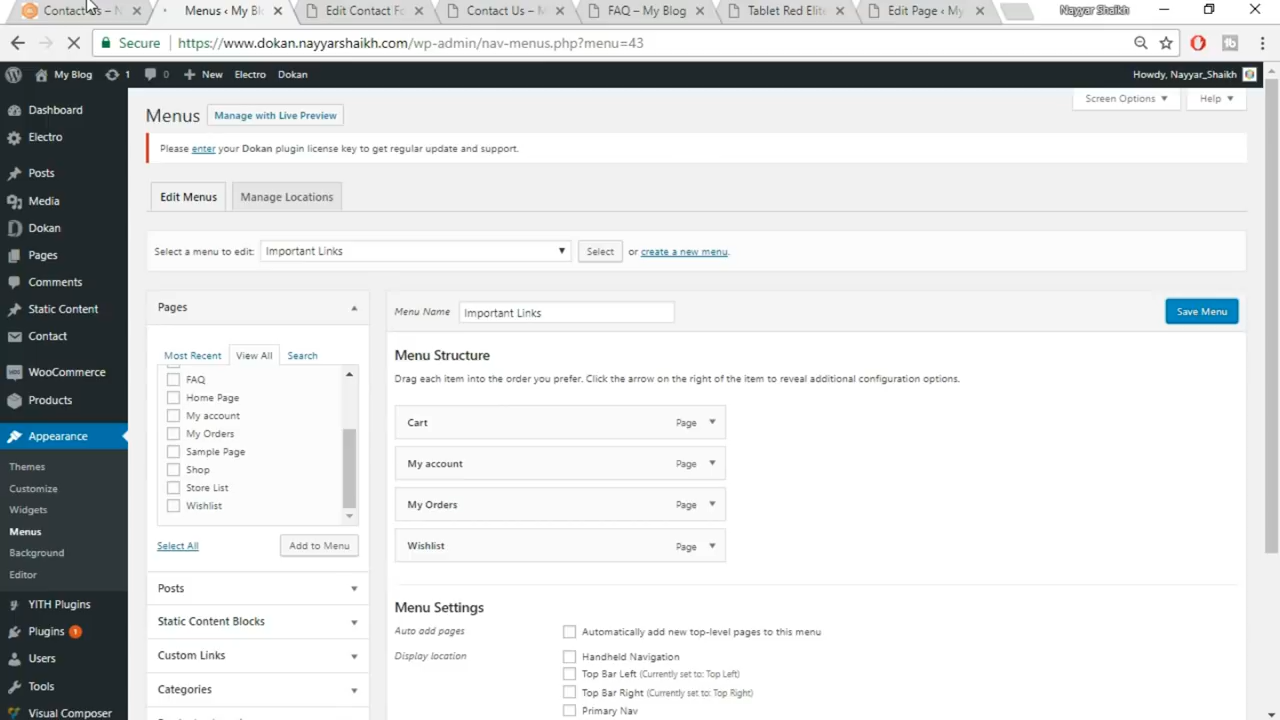 Contact Us – N
Menus ‹ My Bl
Edit Contact Fo
Contact Us – M
FAQ – My Blog
Tablet Red Elite
Edit Page ‹ My
Nayyar Shaikh
Secure
https://www.dokan.nayyarshaikh.com/wp-admin/nav-menus.php?menu=43
My Blog 1 0 New Electro Dokan
Howdy, Nayyar_Shaikh
Dashboard
Electro
Posts
Media
Dokan
Pages
Comments
Static Content
Contact
WooCommerce
Products
Appearance
Themes
Customize
Widgets
Menus
Background
Editor
YITH Plugins
Plugins 1
Users
Tools
Visual Composer
Menus
Manage with Live Preview
Screen Options
Help
Please enter your Dokan plugin license key to get regular update and support.
Edit Menus
Manage Locations
Select a menu to edit: Important Links Select or create a new menu.
Pages
Most Recent View All Search
FAQ
Home Page
My account
My Orders
Sample Page
Shop
Store List
Wishlist
Select All
Add to Menu
Posts
Static Content Blocks
Custom Links
Categories
Menu Name Important Links
Save Menu
Menu Structure
Drag each item into the order you prefer. Click the arrow on the right of the item to reveal additional configuration options.
Cart Page
My account Page
My Orders Page
Wishlist Page
Menu Settings
Auto add pages
Automatically add new top-level pages to this menu
Display location
Handheld Navigation
Top Bar Left (Currently set to: Top Left)
Top Bar Right (Currently set to: Top Right)
Primary Nav